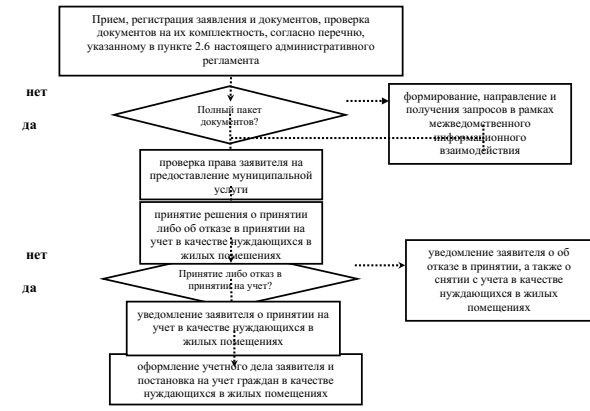 Прием, регистрация заявления и документов, проверка
документов на их комплектность, согласно перечню,
указанному в пункте 2.6 настоящего административного
регламента
нет
да
Полный пакет
документов?
формирование, направление и
получения запросов в рамках
межведомственного
информационного
взаимодействия
проверка права заявителя на
предоставление муниципальной
услуги
принятие решения о принятии
либо об отказе в принятии на
учет в качестве нуждающихся в
жилых помещениях
нет
да
Принятие либо отказ в
принятии на учет?
уведомление заявителя о об
отказе в принятии, а также о
снятии с учета в качестве
нуждающихся в жилых
помещениях
уведомление заявителя о принятии на
учет в качестве нуждающихся в
жилых помещениях
оформление учетного дела заявителя и
постановка на учет граждан в качестве
нуждающихся в жилых помещениях